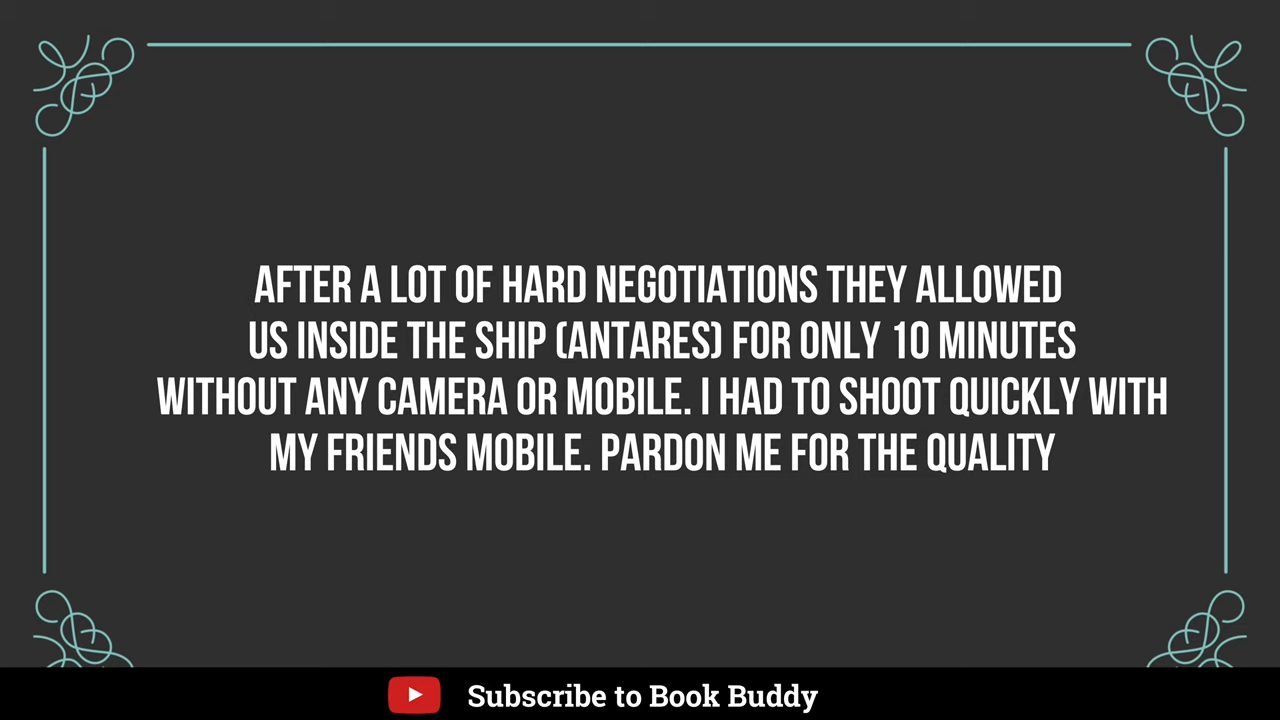 AFTER A LOT OF HARD NEGOTIATIONS THEY ALLOWED
US INSIDE THE SHIP (ANTARES) FOR ONLY 10 MINUTES
WITHOUT ANY CAMERA OR MOBILE. I HAD TO SHOOT QUICKLY WITH
MY FRIENDS MOBILE. PARDON ME FOR THE QUALITY
Subscribe to Book Buddy